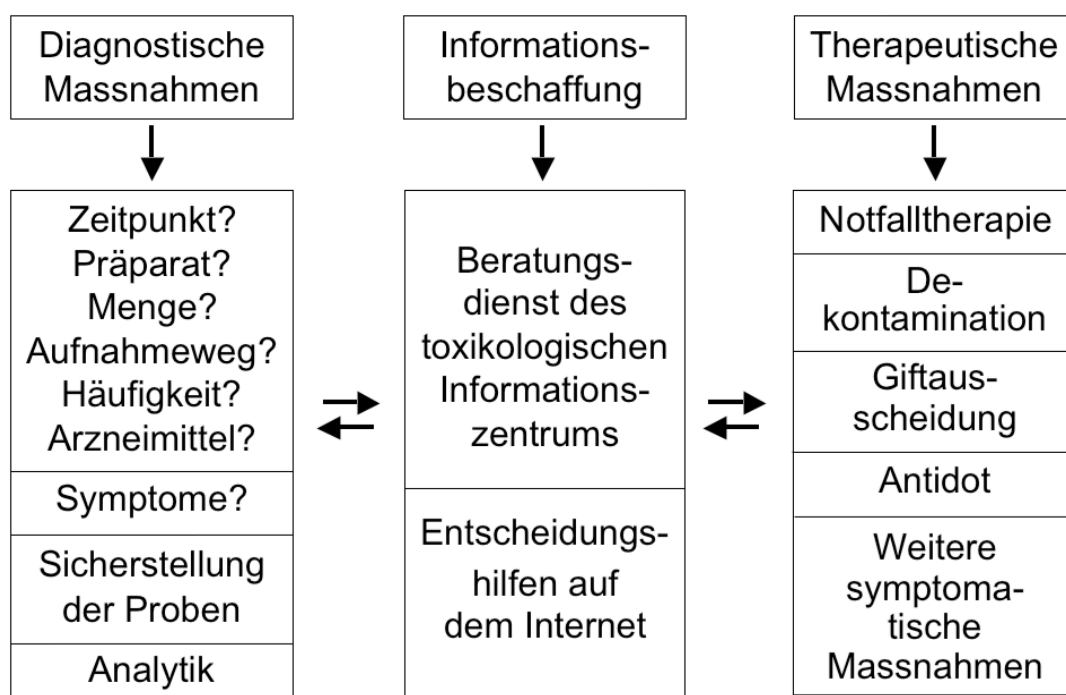 Diagnostische
Massnahmen
Informations-
beschaffung
Therapeutische
Massnahmen
Zeitpunkt?
Präparat?
Menge?
Aufnahmeweg?
Häufigkeit?
Arzneimittel?
Symptome?
Sicherstellung
der Proben
Analytik
Beratungs-
dienst des
toxikologischen
Informations-
zentrums
Entscheidungs-
hilfen auf
dem Internet
Notfalltherapie
De-
kontamination
Giftaus-
scheidung
Antidot
Weitere
symptoma-
tische
Massnahmen